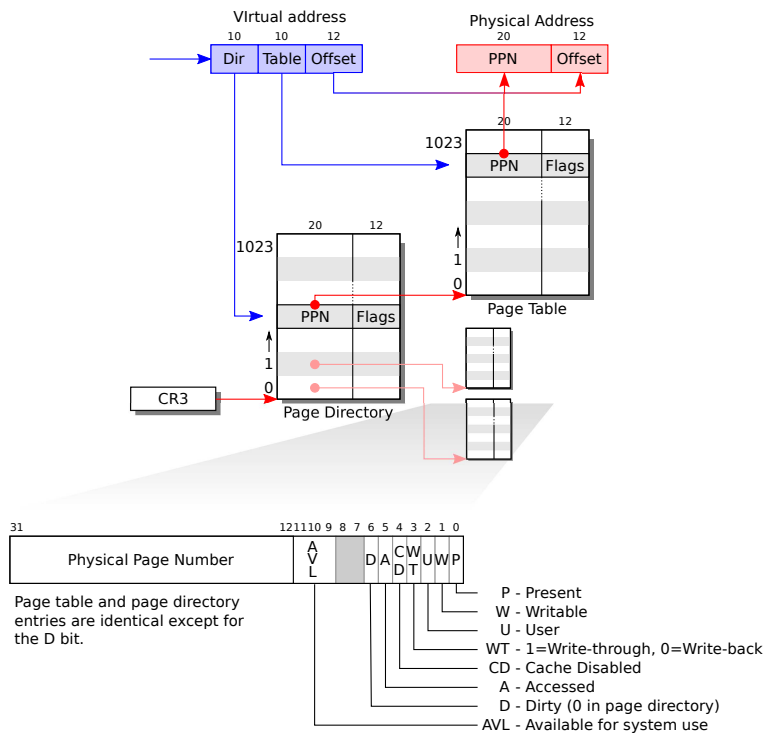 VIrtual address
Physical Address
10 10 12
20 12
Dir Table Offset
PPN Offset
20 12
1023
PPN Flags
20 12
1023
1
0
Page Table
PPN Flags
1
0
CR3
Page Directory
31 12 11 10 9 8 7 6 5 4 3 2 1 0
Physical Page Number AVL D A CD WT U W P
Page table and page directory
entries are identical except for
the D bit.
P - Present
W - Writable
U - User
WT - 1=Write-through, 0=Write-back
CD - Cache Disabled
A - Accessed
D - Dirty (0 in page directory)
AVL - Available for system use